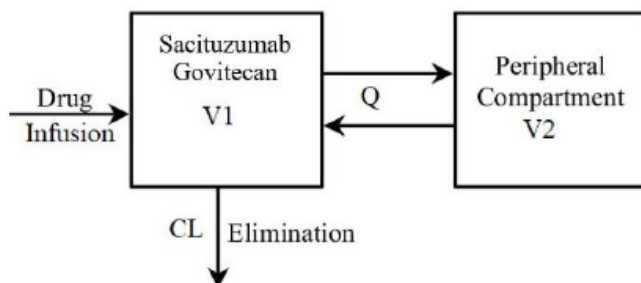 Sacituzumab
Govitecan
V1
Drug
Infusion
Q
Peripheral
Compartment
V2
CL
Elimination